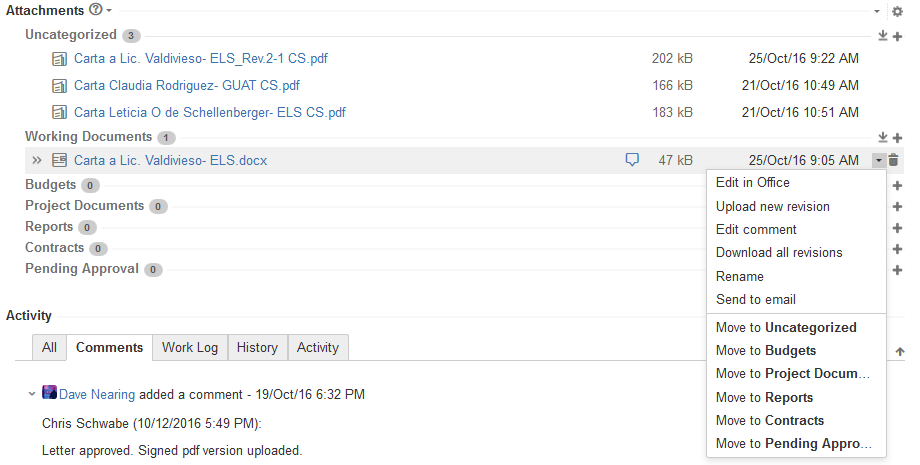 Attachments
Uncategorized 3
Carta a Lic. Valdivieso- ELS_Rev.2-1 CS.pdf 202 kB 25/Oct/16 9:22 AM
Carta Claudia Rodriguez- GUAT CS.pdf 166 kB 21/Oct/16 10:49 AM
Carta Leticia O de Schellenberger- ELS CS.pdf 183 kB 21/Oct/16 10:51 AM
Working Documents 1
Carta a Lic. Valdivieso- ELS.docx 47 kB 25/Oct/16 9:05 AM
Budgets 0
Project Documents 0
Reports 0
Contracts 0
Pending Approval 0
Edit in Office
Upload new revision
Edit comment
Download all revisions
Rename
Send to email
Move to Uncategorized
Move to Budgets
Move to Project Docum...
Move to Reports
Move to Contracts
Move to Pending Appro...
Activity
All Comments Work Log History Activity
Dave Nearing added a comment - 19/Oct/16 6:32 PM
Chris Schwabe (10/12/2016 5:49 PM):
Letter approved. Signed pdf version uploaded.